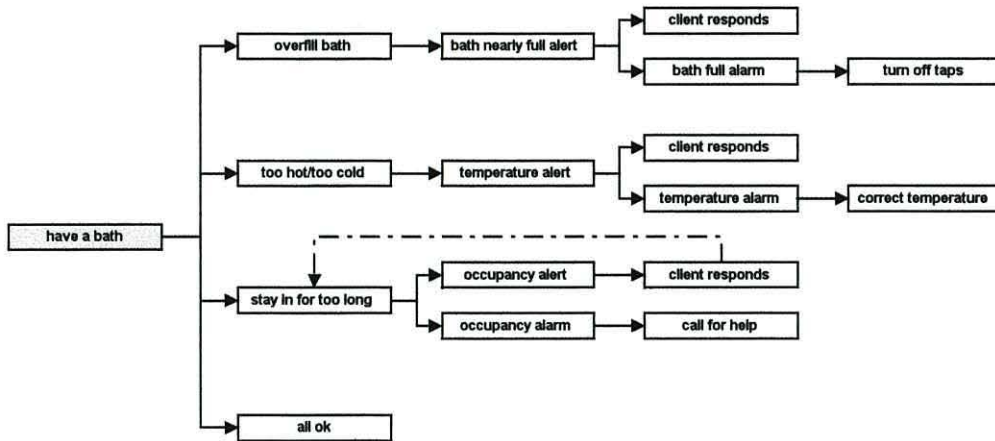 client responds
overfill bath
bath nearly full alert
bath full alarm
turn off taps
client responds
too hot/too cold
temperature alert
temperature alarm
correct temperature
have a bath
occupancy alert
client responds
stay in for too long
occupancy alarm
call for help
all ok